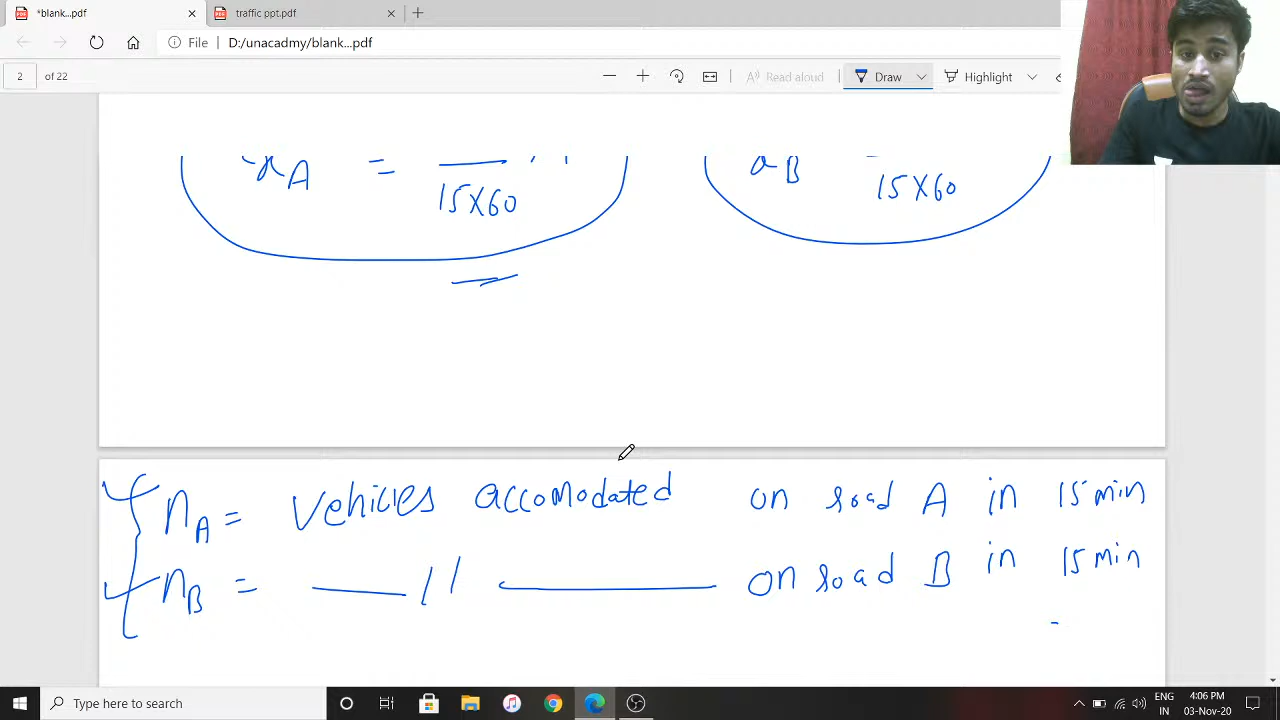 *blank...pdf
traffic ppt.pdf
File D:/unacadmy/blank...pdf
2 of 22
Read aloud
Draw
Highlight
x A =
15X60
x B
15X60
nA = Vehicles accomodated on road A in 15 min
nB = — // — on road B in 15 min
Type here to search
ENG
IN
4:06 PM
03-Nov-20